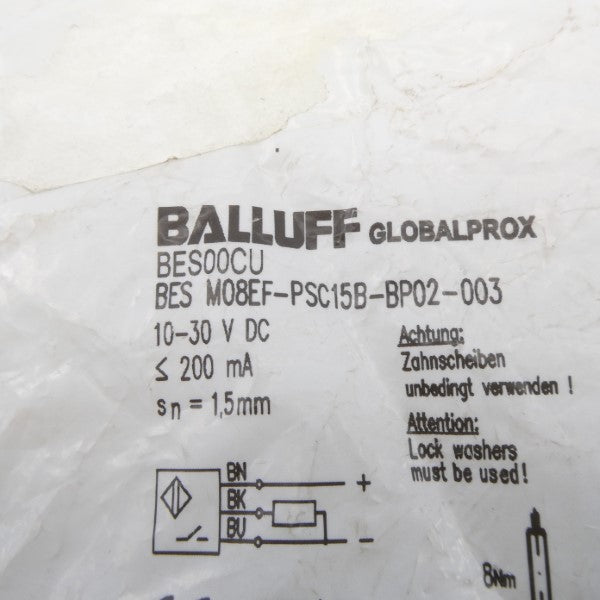 BALLUFF GLOBALPROX
BES00CU
BES M08EF-PSC15B-BP02-003
10-30 V DC
≤ 200 mA
sn = 1,5mm
Achtung:
Zahnscheiben
unbedingt verwenden !
Attention:
Lock washers
must be used!
BN
+
BK
BU
-
8Nm